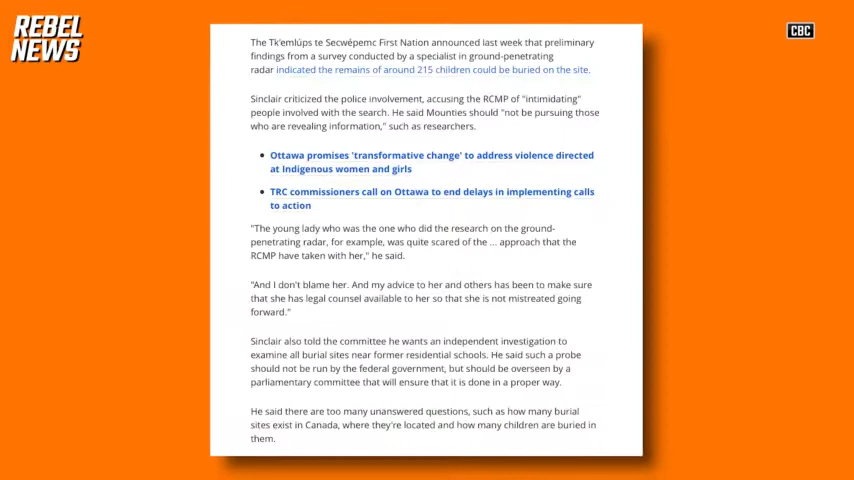 REBEL
NEWS
CBC
The Tk'emlúps te Secwépemc First Nation announced last week that preliminary
findings from a survey conducted by a specialist in ground-penetrating
radar indicated the remains of around 215 children could be buried on the site.
Sinclair criticized the police involvement, accusing the RCMP of "intimidating"
people involved with the search. He said Mounties should "not be pursuing those
who are revealing information," such as researchers.
• Ottawa promises 'transformative change' to address violence directed
at Indigenous women and girls
• TRC commissioners call on Ottawa to end delays in implementing calls
to action
"The young lady who was the one who did the research on the ground-
penetrating radar, for example, was quite scared of the ... approach that the
RCMP have taken with her," he said.
"And I don't blame her. And my advice to her and others has been to make sure
that she has legal counsel available to her so that she is not mistreated going
forward."
Sinclair also told the committee he wants an independent investigation to
examine all burial sites near former residential schools. He said such a probe
should not be run by the federal government, but should be overseen by a
parliamentary committee that will ensure that it is done in a proper way.
He said there are too many unanswered questions, such as how many burial
sites exist in Canada, where they're located and how many children are buried in
them.